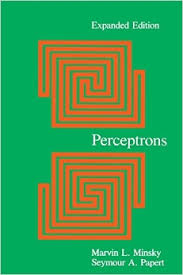 Expanded Edition
Perceptrons
Marvin L. Minsky
Seymour A. Papert